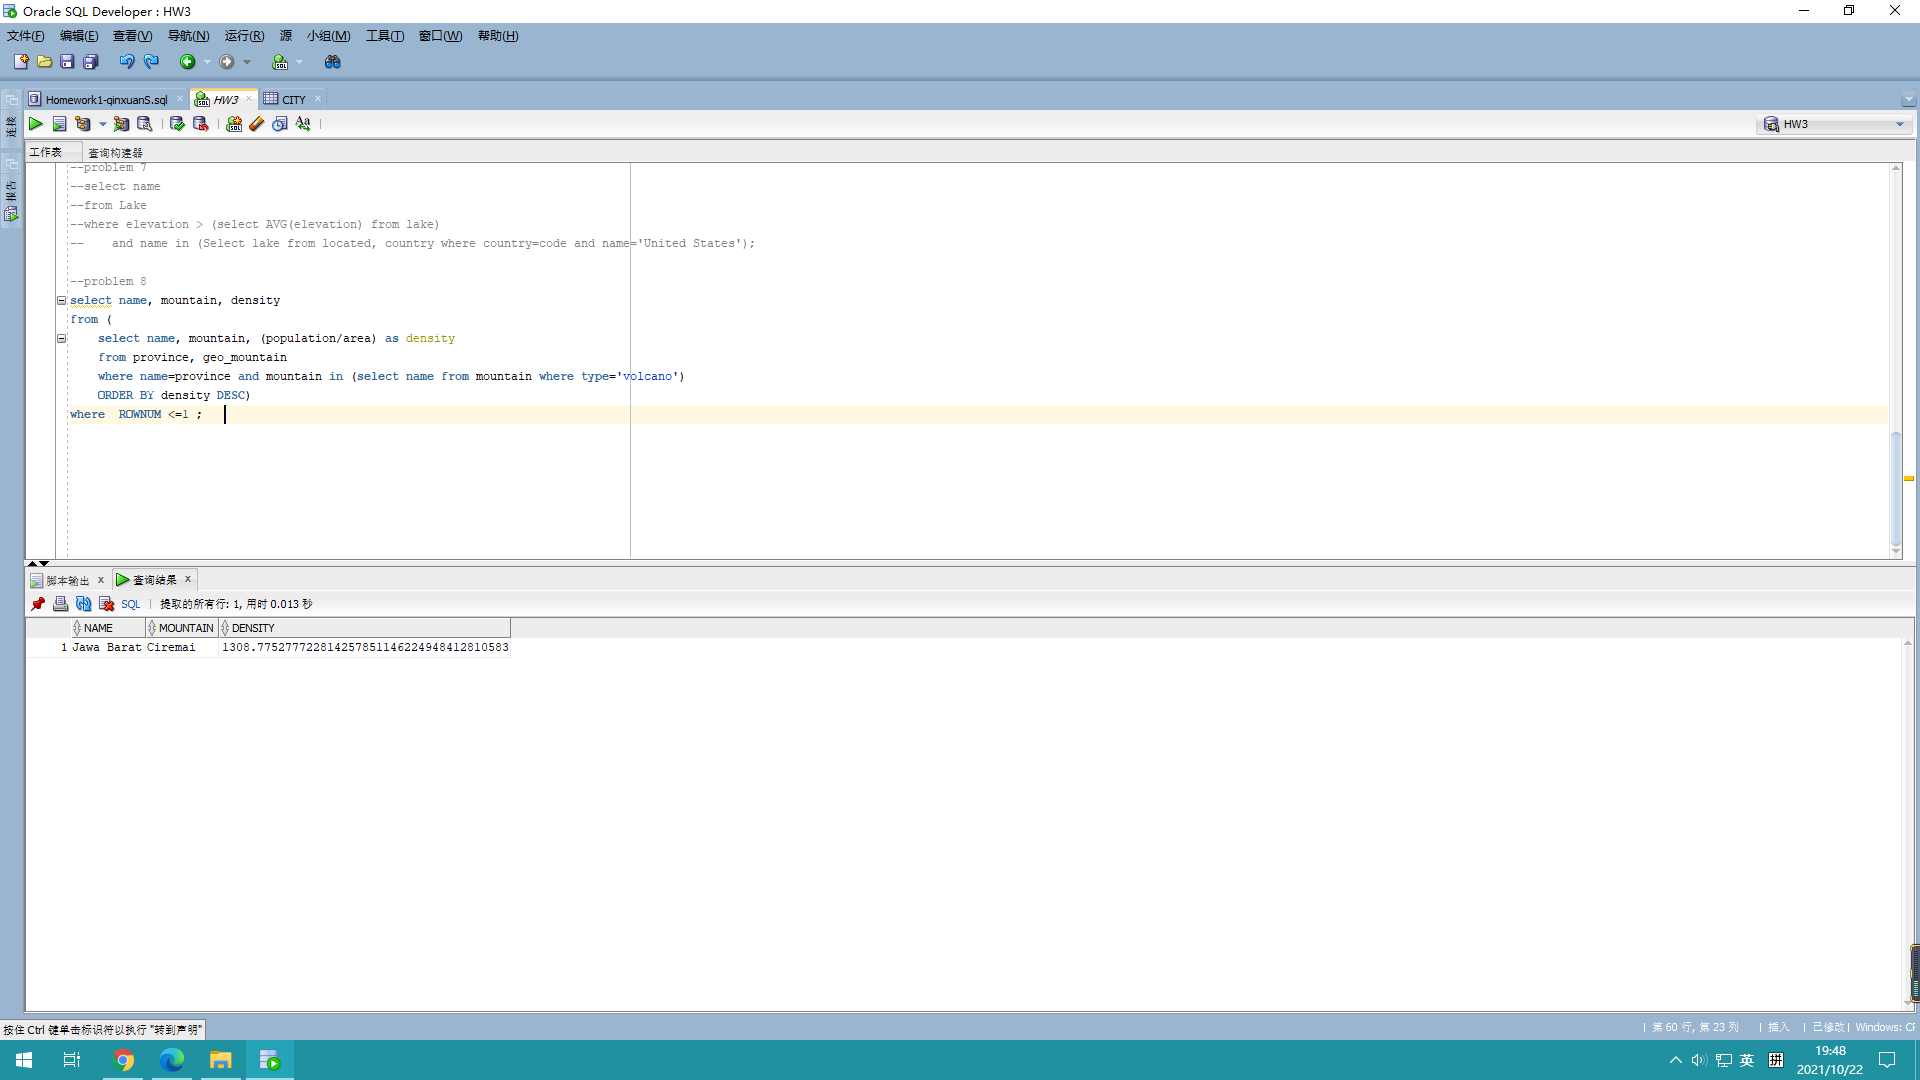 Oracle SQL Developer : HW3
文件(F) 编辑(E) 查看(V) 导航(N) 运行(R) 源 小组(M) 工具(T) 窗口(W) 帮助(H)
Homework1-qinxuanS.sql HW3 CITY
HW3
连接
报告
工作表 查询构建器
--problem 7
--select name
--from Lake
--where elevation > (select AVG(elevation) from lake)
--    and name in (Select lake from located, country where country=code and name='United States');
--problem 8
select name, mountain, density
from (
    select name, mountain, (population/area) as density
    from province, geo_mountain
    where name=province and mountain in (select name from mountain where type='volcano')
    ORDER BY density DESC)
where  ROWNUM <=1 ;
脚本输出 x 查询结果 x
SQL | 提取的所有行: 1, 用时 0.013 秒
NAME MOUNTAIN DENSITY
1 Jawa Barat Ciremai 1308.77527772281425785114622494841281058​3
按住 Ctrl 键单击标识符以执行 "转到声明"
第 60 行, 第 23 列 | 插入 | 已修改 | Windows: CF
英 拼
19:48
2021/10/22